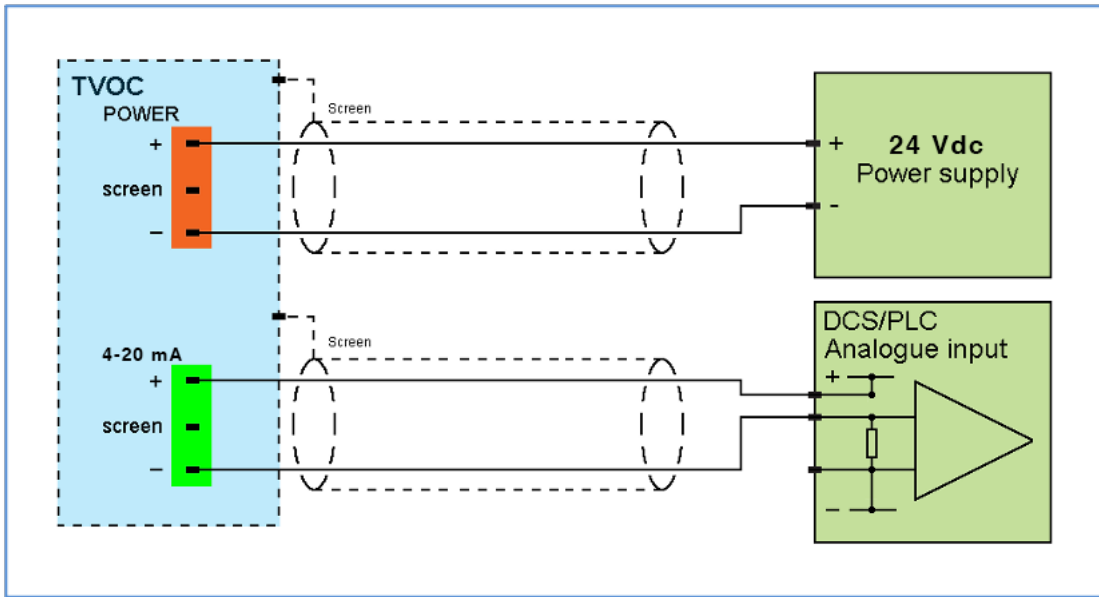 TVOC
POWER
+
screen
−
Screen
+
-
24 Vdc
Power supply
4-20 mA
+
screen
−
Screen
DCS/PLC
Analogue input
+
−